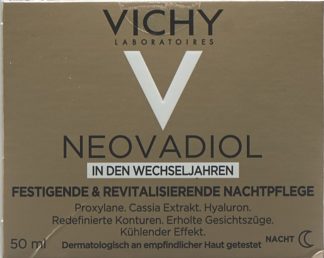 VICHY
LABORATOIRES
V
NEOVADIOL
IN DEN WECHSELJAHREN
FESTIGENDE & REVITALISIERENDE NACHTPFLEGE
Proxylane. Cassia Extrakt. Hyaluron.
Redefinierte Konturen. Erholte Gesichtszüge.
Kühlender Effekt.
50 ml Dermatologisch an empfindlicher Haut getestet NACHT